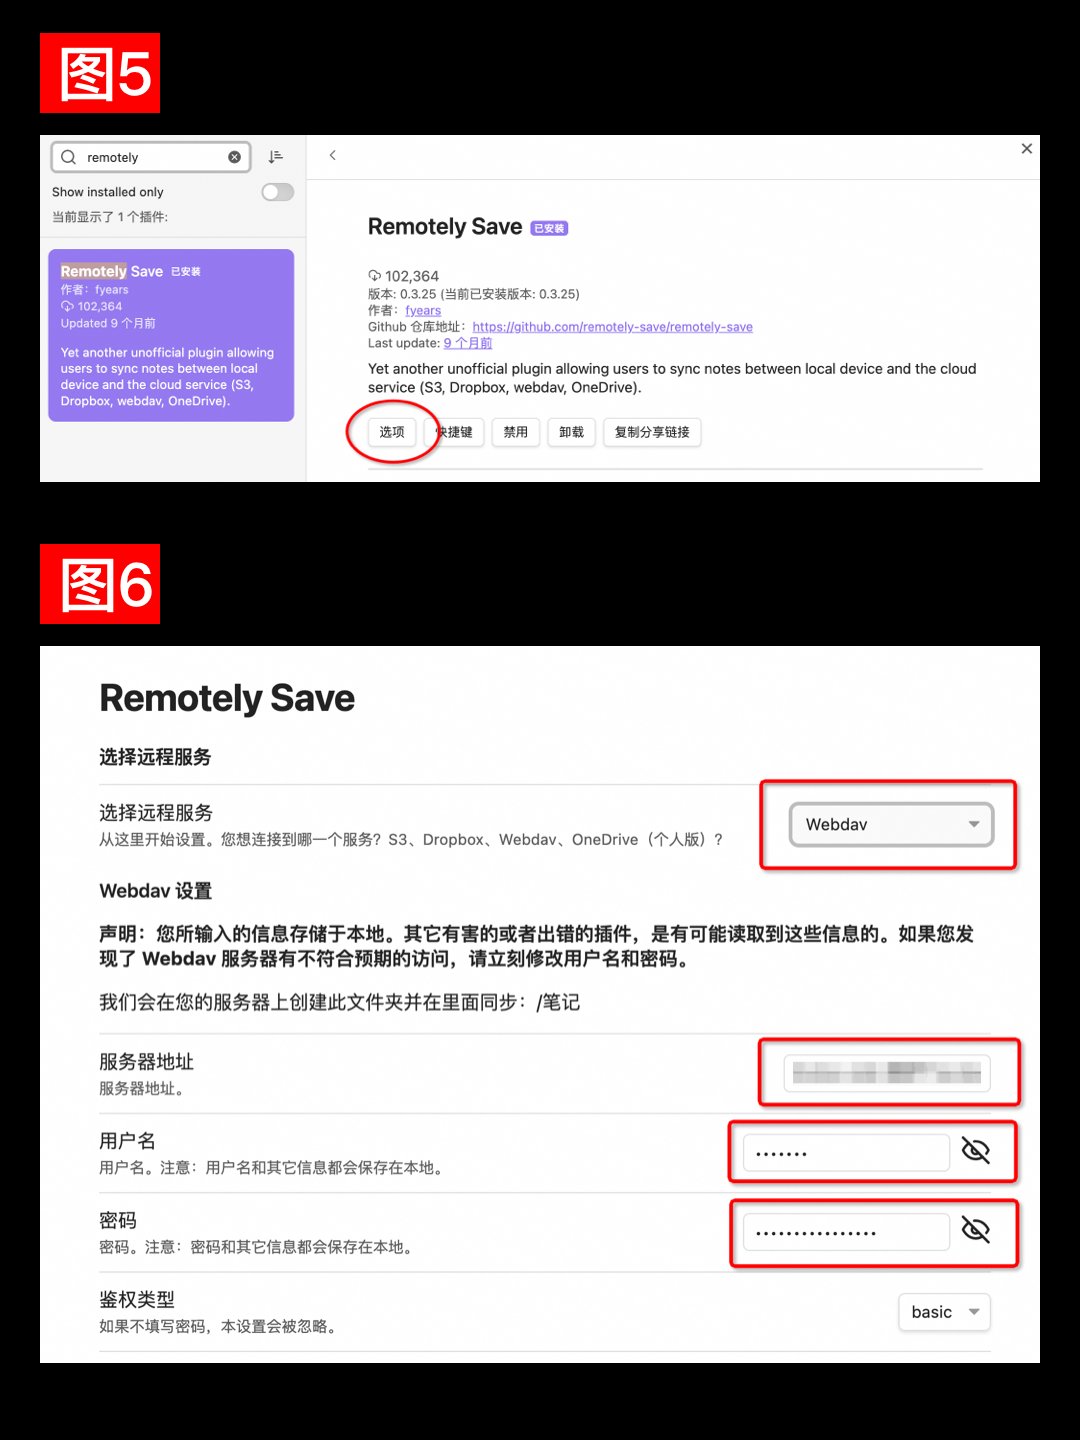 图5
remotely
Show installed only
当前显示了 1 个插件:
Remotely Save 已安装
作者：fyears
102,364
Updated 9 个月前
Yet another unofficial plugin allowing
users to sync notes between local
device and the cloud service (S3,
Dropbox, webdav, OneDrive).
Remotely Save 已安装
102,364
版本: 0.3.25 (当前已安装版本: 0.3.25)
作者：fyears
Github 仓库地址：https://github.com/remotely-save/remotely-save
Last update: 9 个月前
Yet another unofficial plugin allowing users to sync notes between local device and the cloud
service (S3, Dropbox, webdav, OneDrive).
选项 快捷键 禁用 卸载 复制分享链接
图6
Remotely Save
选择远程服务
选择远程服务
从这里开始设置。您想连接到哪一个服务？S3、Dropbox、Webdav、OneDrive（个人版）?
Webdav
Webdav 设置
声明：您所输入的信息存储于本地。其它有害的或者出错的插件，是有可能读取到这些信息的。如果您发
现了 Webdav 服务器有不符合预期的访问，请立刻修改用户名和密码。
我们会在您的服务器上创建此文件夹并在里面同步：/笔记
服务器地址
服务器地址。
用户名
用户名。注意：用户名和其它信息都会保存在本地。
密码
密码。注意：密码和其它信息都会保存在本地。
鉴权类型
如果不填写密码，本设置会被忽略。
basic